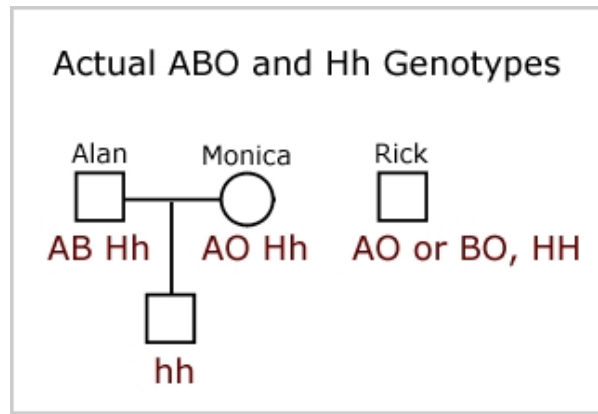 Actual ABO and Hh Genotypes
Alan Monica Rick
AB Hh AO Hh AO or BO, HH
hh